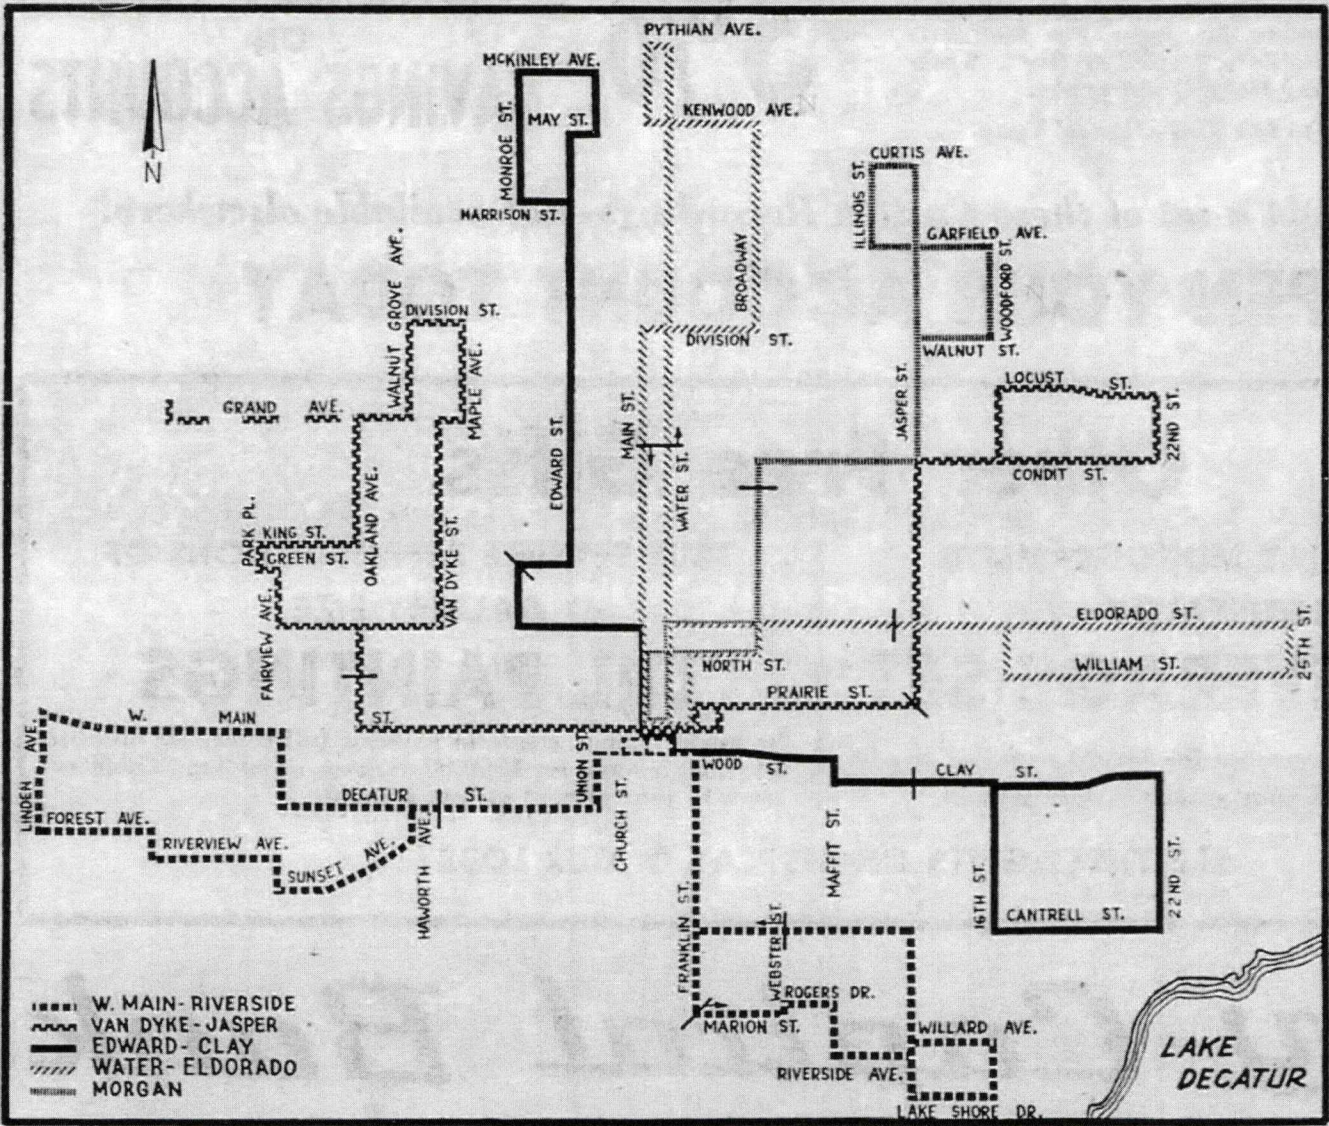 PYTHIAN AVE.
MCKINLEY AVE.
KENWOOD AVE.
MONROE ST.
MAY ST.
CURTIS AVE.
N
ILLINOIS ST.
HARRISON ST.
GARFIELD AVE.
WALNUT GROVE AVE.
BROADWAY
WOODFORD ST.
DIVISION ST.
DIVISION ST.
WALNUT ST.
MAPLE AVE.
LOCUST ST.
GRAND AVE.
MAIN ST.
JASPER ST.
22ND ST.
EDWARD ST.
WATER ST.
CONDIT ST.
PARK PL.
KING ST.
OAKLAND AVE.
GREEN ST.
VAN DYKE ST.
FAIRVIEW AVE.
ELDORADO ST.
25TH ST.
NORTH ST.
WILLIAM ST.
PRAIRIE ST.
W. MAIN ST.
LINDEN AVE.
UNION ST.
WOOD ST.
CLAY ST.
DECATUR ST.
FOREST AVE.
RIVERVIEW AVE.
SUNSET AVE.
HAWORTH AVE.
CHURCH ST.
MAFFIT ST.
FRANKLIN ST.
WEBSTER ST.
16TH ST.
CANTRELL ST.
22ND ST.
ROGERS DR.
MARION ST.
WILLARD AVE.
RIVERSIDE AVE.
LAKE SHORE DR.
LAKE
DECATUR
W. MAIN-RIVERSIDE
VAN DYKE-JASPER
EDWARD-CLAY
WATER-ELDORADO
MORGAN